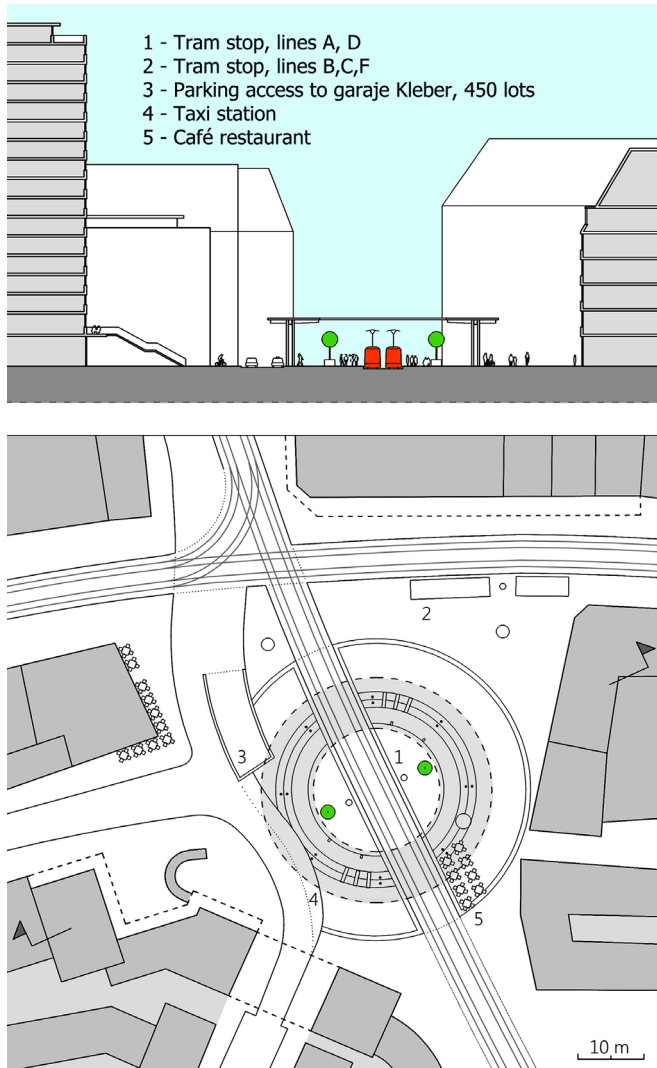 1 - Tram stop, lines A, D
2 - Tram stop, lines B,C,F
3 - Parking access to garaje Kleber, 450 lots
4 - Taxi station
5 - Café restaurant
2
3
1
4
5
10 m